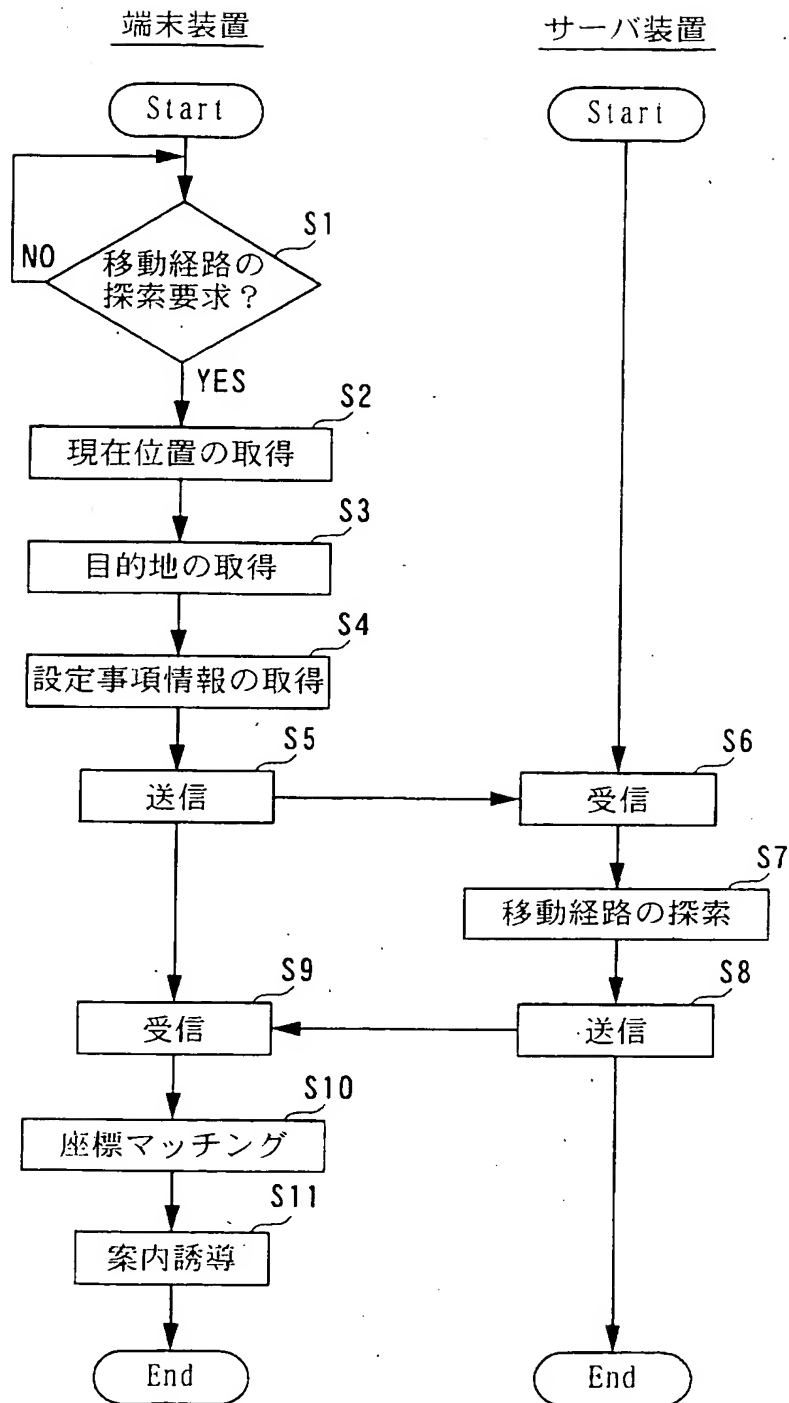 端末装置
サーバ装置
Start
Start
S1
移動経路の
探索要求？
NO
YES
S2
現在位置の取得
S3
目的地の取得
S4
設定事項情報の取得
S5
送信
S6
受信
S7
移動経路の探索
S8
送信
S9
受信
S10
座標マッチング
S11
案内誘導
End
End